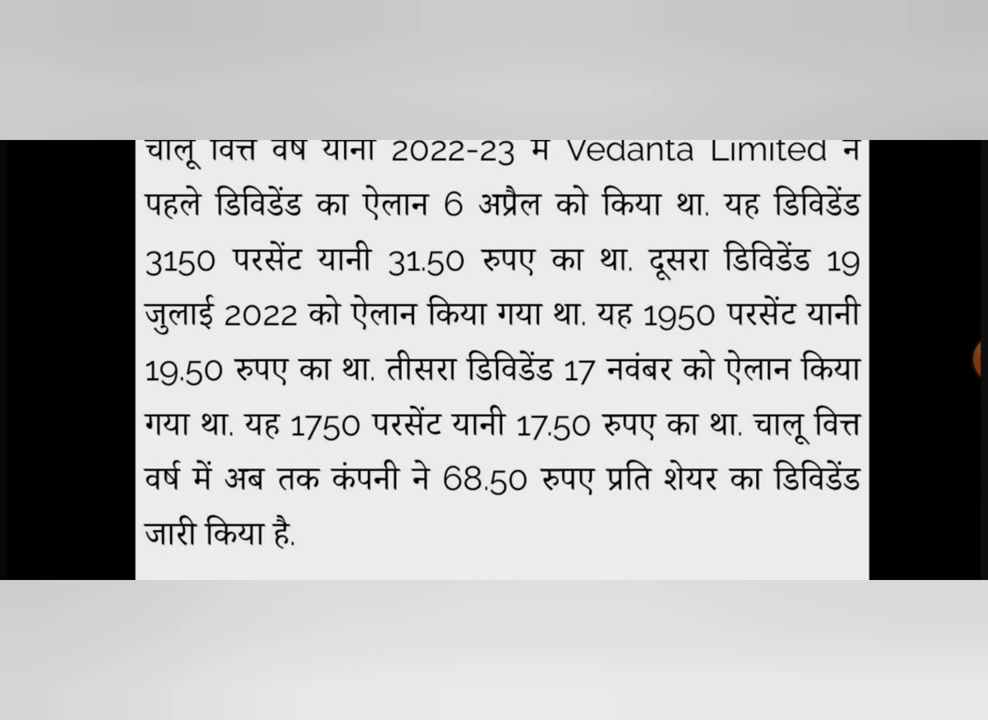 चालू वित्त वर्ष यानी 2022-23 में Vedanta Limited ने
पहले डिविडेंड का ऐलान 6 अप्रैल को किया था. यह डिविडेंड
3150 परसेंट यानी 31.50 रुपए का था. दूसरा डिविडेंड 19
जुलाई 2022 को ऐलान किया गया था. यह 1950 परसेंट यानी
19.50 रुपए का था. तीसरा डिविडेंड 17 नवंबर को ऐलान किया
गया था. यह 1750 परसेंट यानी 17.50 रुपए का था. चालू वित्त
वर्ष में अब तक कंपनी ने 68.50 रुपए प्रति शेयर का डिविडेंड
जारी किया है.